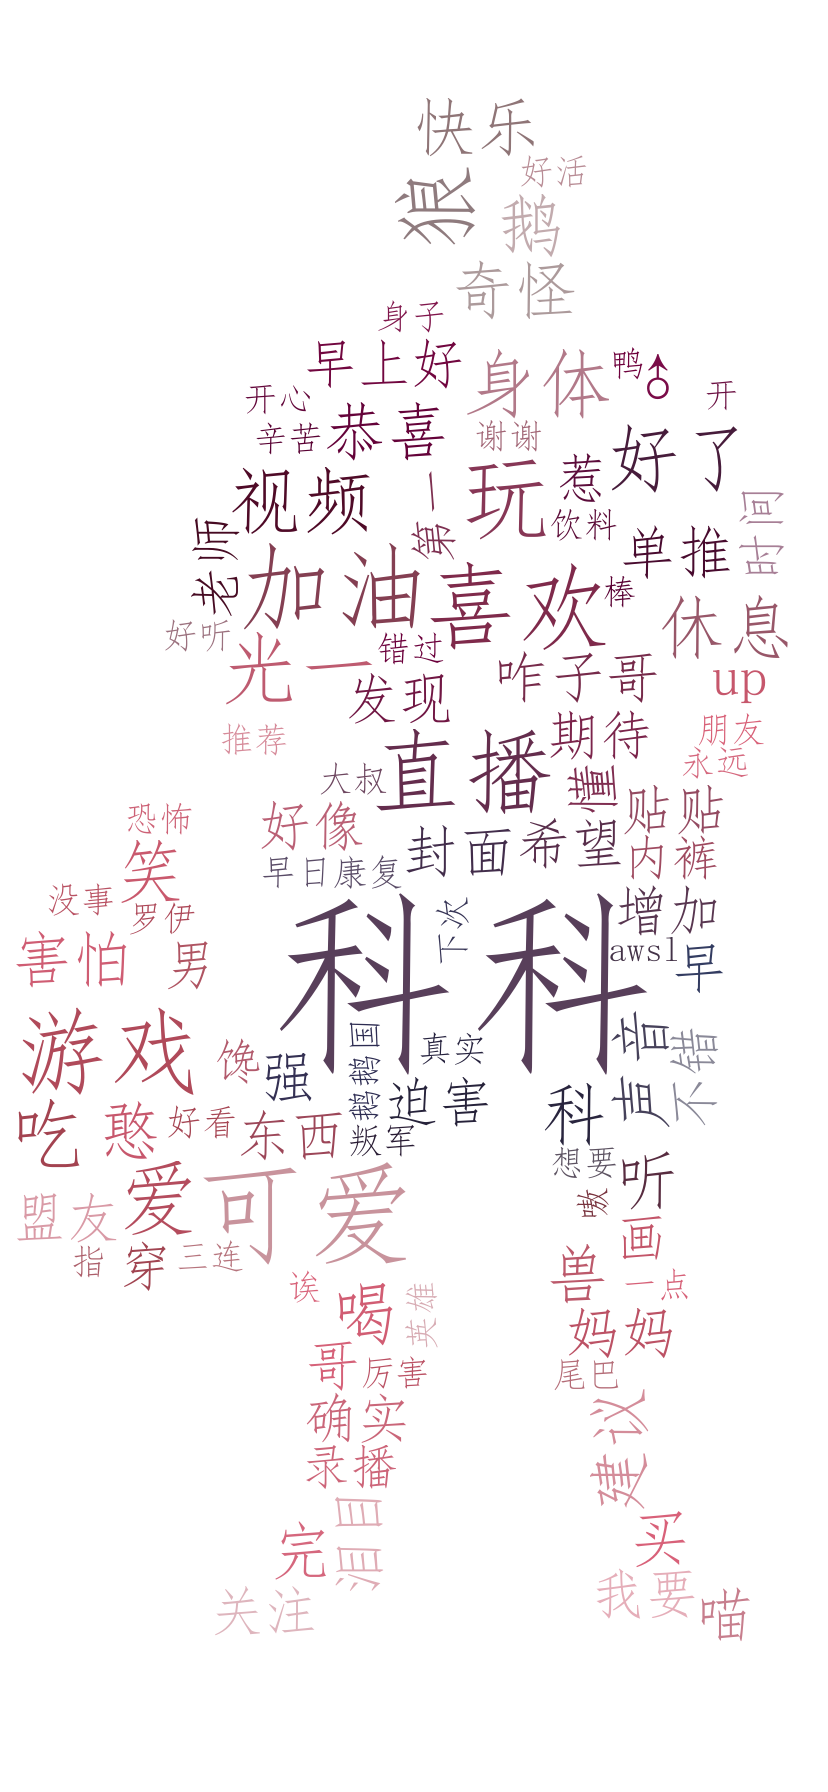 快乐
好活
狠
鹅
奇怪
身子
早上好
身体
鸭
♂
开
开心
辛苦
恭喜
谢谢
好了
视频
第一
玩
惹
饮料
时间
老师
单推
加油
喜欢
棒
休息
好听
光一
错过
咋子哥
up
发现
推荐
期待
朋友
永远
大叔
直播
懂
贴贴
恐怖
好像
封面
希望
内裤
笑
早日康复
没事
罗伊
科科
下次
增加
awsl
害怕
男
早
游戏
馋
强
鹅鹅国
真实
声音
不错
吃
憨
好看
东西
迫害
叛军
科
想要
听
盟友
爱
可爱
嗷
指
穿
三连
画
诶
喝
英雄
兽
一点
妈妈
哥
厉害
尾巴
确实
建议
录播
泪目
完
买
关注
我要
喵